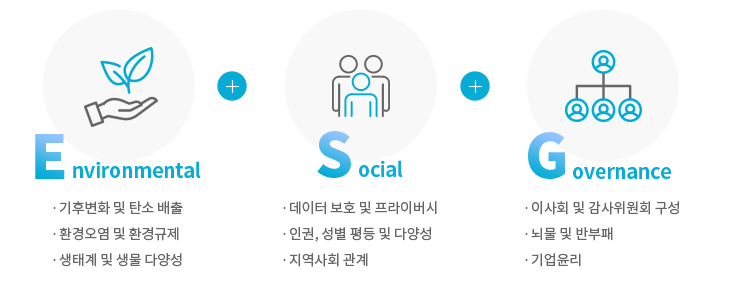 Environmental
· 기후변화 및 탄소 배출
· 환경오염 및 환경규제
· 생태계 및 생물 다양성
Social
· 데이터 보호 및 프라이버시
· 인권, 성별 평등 및 다양성
· 지역사회 관계
Governance
· 이사회 및 감사위원회 구성
· 뇌물 및 반부패
· 기업윤리